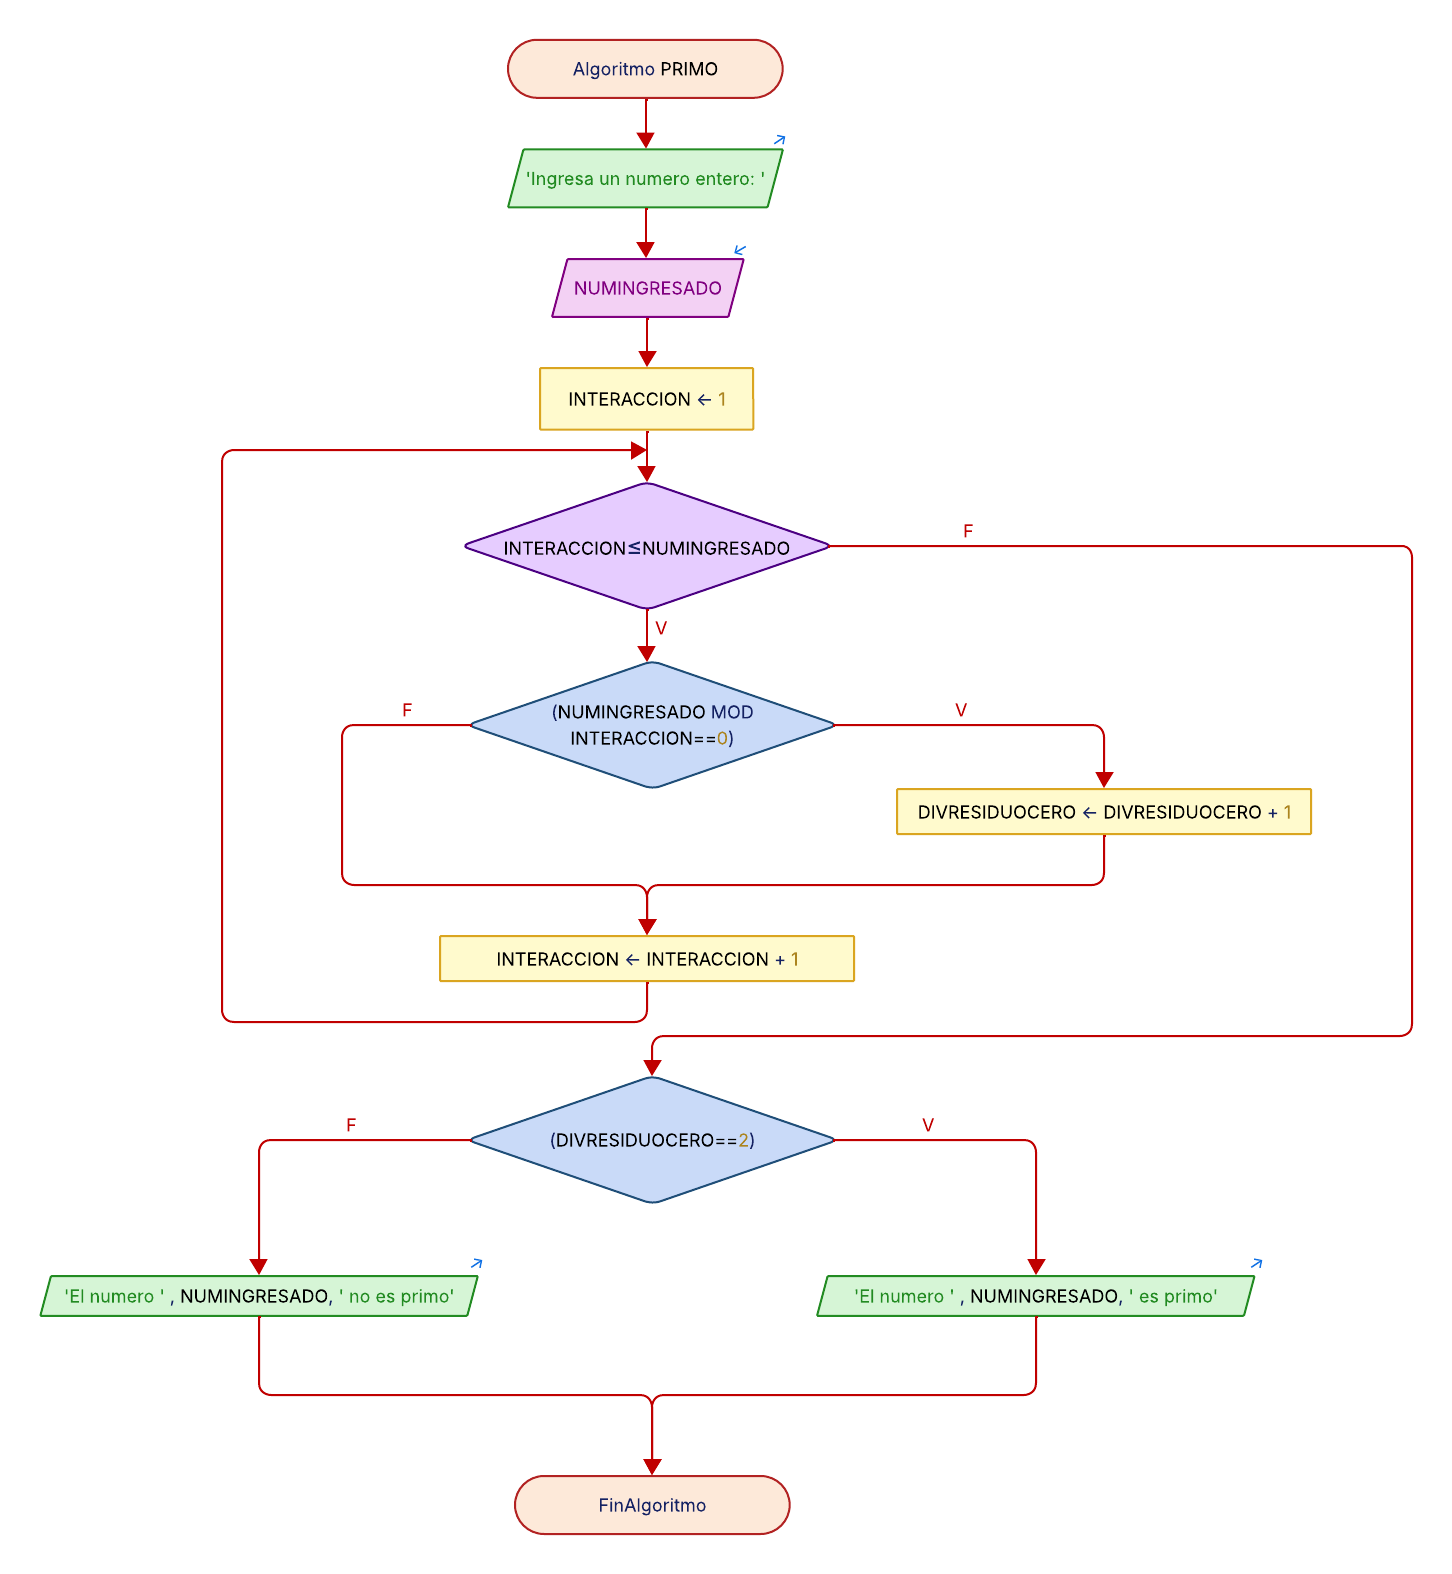 Algoritmo PRIMO
'Ingresa un numero entero: '
NUMINGRESADO
INTERACCION ← 1
INTERACCION≤NUMINGRESADO
F
V
(NUMINGRESADO MOD
INTERACCION==0)
F
V
DIVRESIDUOCERO ← DIVRESIDUOCERO + 1
INTERACCION ← INTERACCION + 1
(DIVRESIDUOCERO==2)
F
V
'El numero ' , NUMINGRESADO, ' no es primo'
'El numero ' , NUMINGRESADO, ' es primo'
FinAlgoritmo